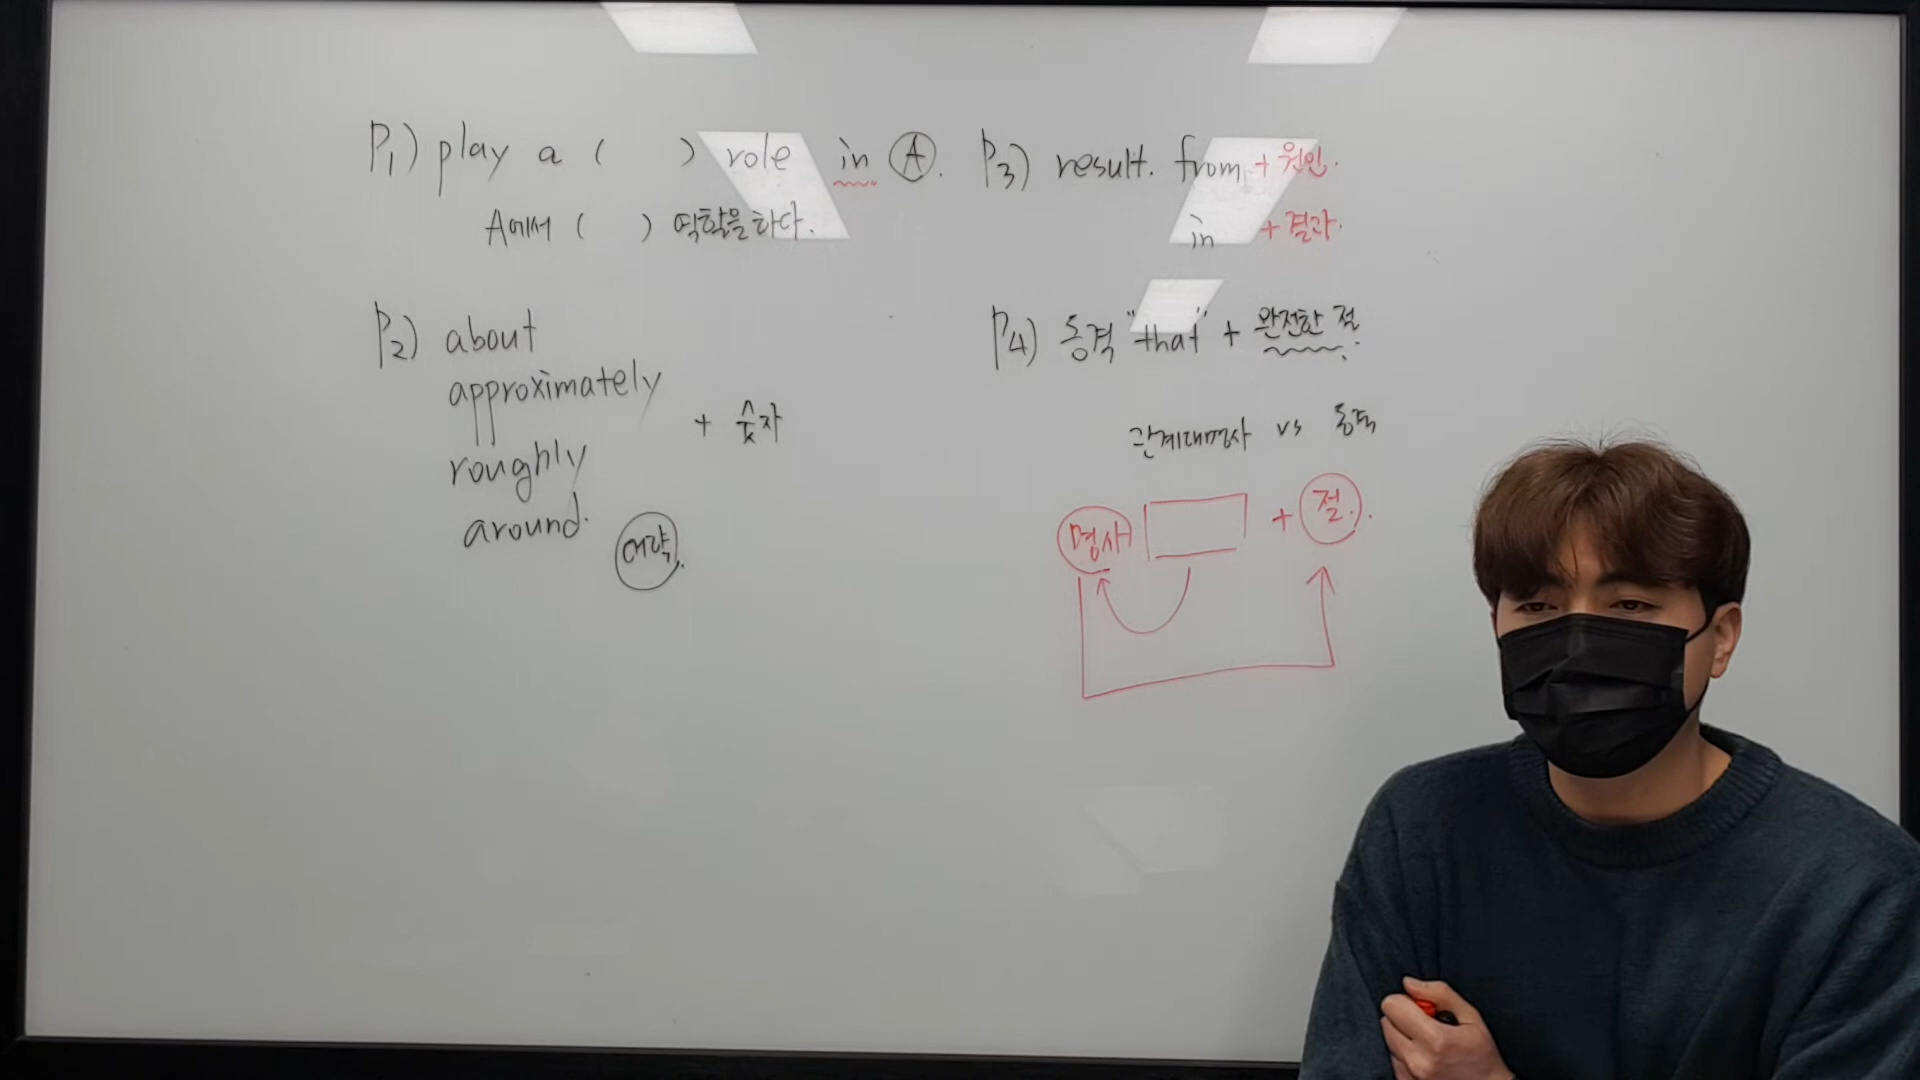 P1) play a ( ) role in Ⓐ.
A에서 ( ) 역할을 하다.
P2) about
approximately
roughly
around.
+ 숫자
대략.
P3) result. from + 원인.
in + 결과.
P4) 동격 "that" + 완전한 절.
관계대명사 vs 동격
명사 + 절.